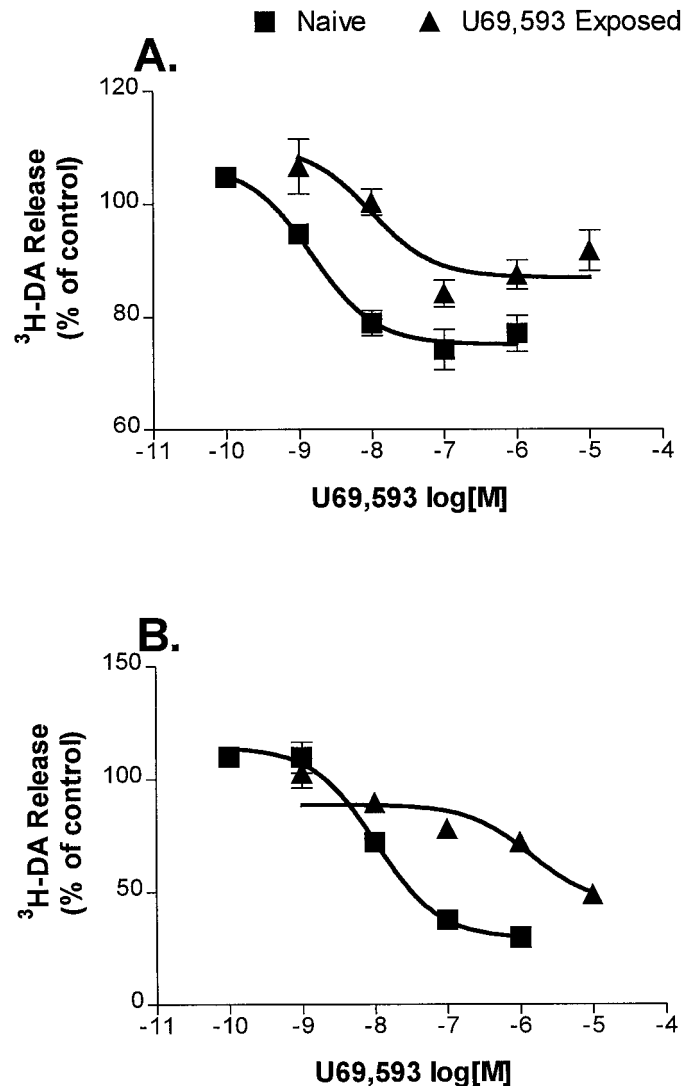 ■ Naive ▲ U69,593 Exposed
A.
120
100
80
60
³H-DA Release
(% of control)
-11 -10 -9 -8 -7 -6 -5 -4
U69,593 log[M]
B.
150
100
50
0
³H-DA Release
(% of control)
-11 -10 -9 -8 -7 -6 -5 -4
U69,593 log[M]